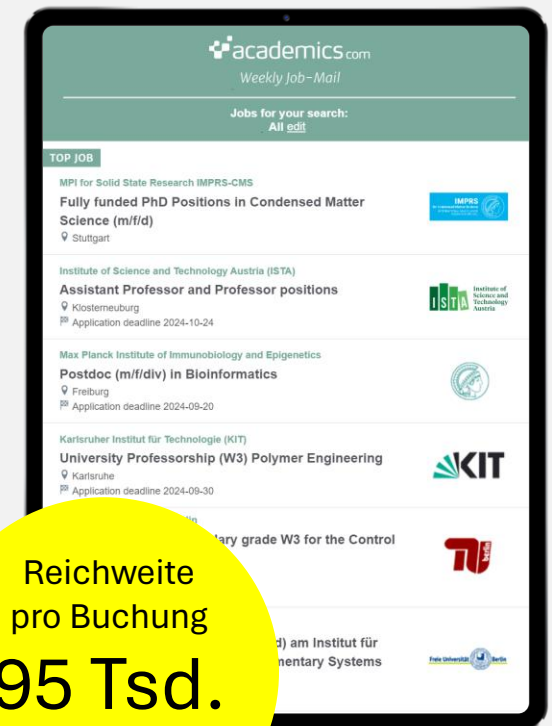 academics.com
Weekly Job-Mail
Jobs for your search:
All edit
TOP JOB
MPI for Solid State Research IMPRS-CMS
Fully funded PhD Positions in Condensed Matter
Science (m/f/d)
Stuttgart
IMPRS
Institute of Science and Technology Austria (ISTA)
Assistant Professor and Professor positions
Klosterneuburg
Application deadline 2024-10-24
ISTA
Institute of
Science and
Technology
Austria
Max Planck Institute of Immunobiology and Epigenetics
Postdoc (m/f/div) in Bioinformatics
Freiburg
Application deadline 2024-09-20
Karlsruher Institut für Technologie (KIT)
University Professorship (W3) Polymer Engineering
Karlsruhe
Application deadline 2024-09-30
KIT
grade W3 for the Control
berlin
am Institut für
Systems
Freie Universität Berlin
Reichweite
pro Buchung
95 Tsd.